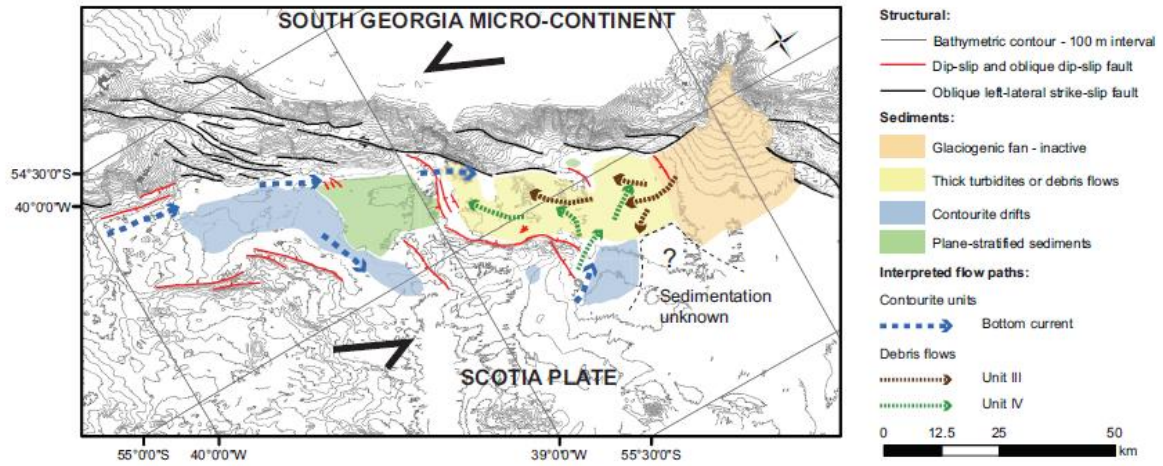 SOUTH GEORGIA MICRO-CONTINENT
N
54°30'0"S
40°0'0"W
?
Sedimentation
unknown
SCOTIA PLATE
55°0'0"S 40°0'0"W 39°0'0"W 55°30'0"S
Structural:
Bathymetric contour - 100 m interval
Dip-slip and oblique dip-slip fault
Oblique left-lateral strike-slip fault
Sediments:
Glaciogenic fan - inactive
Thick turbidites or debris flows
Contourite drifts
Plane-stratified sediments
Interpreted flow paths:
Contourite units
Bottom current
Debris flows
Unit III
Unit IV
0 12.5 25 50
km